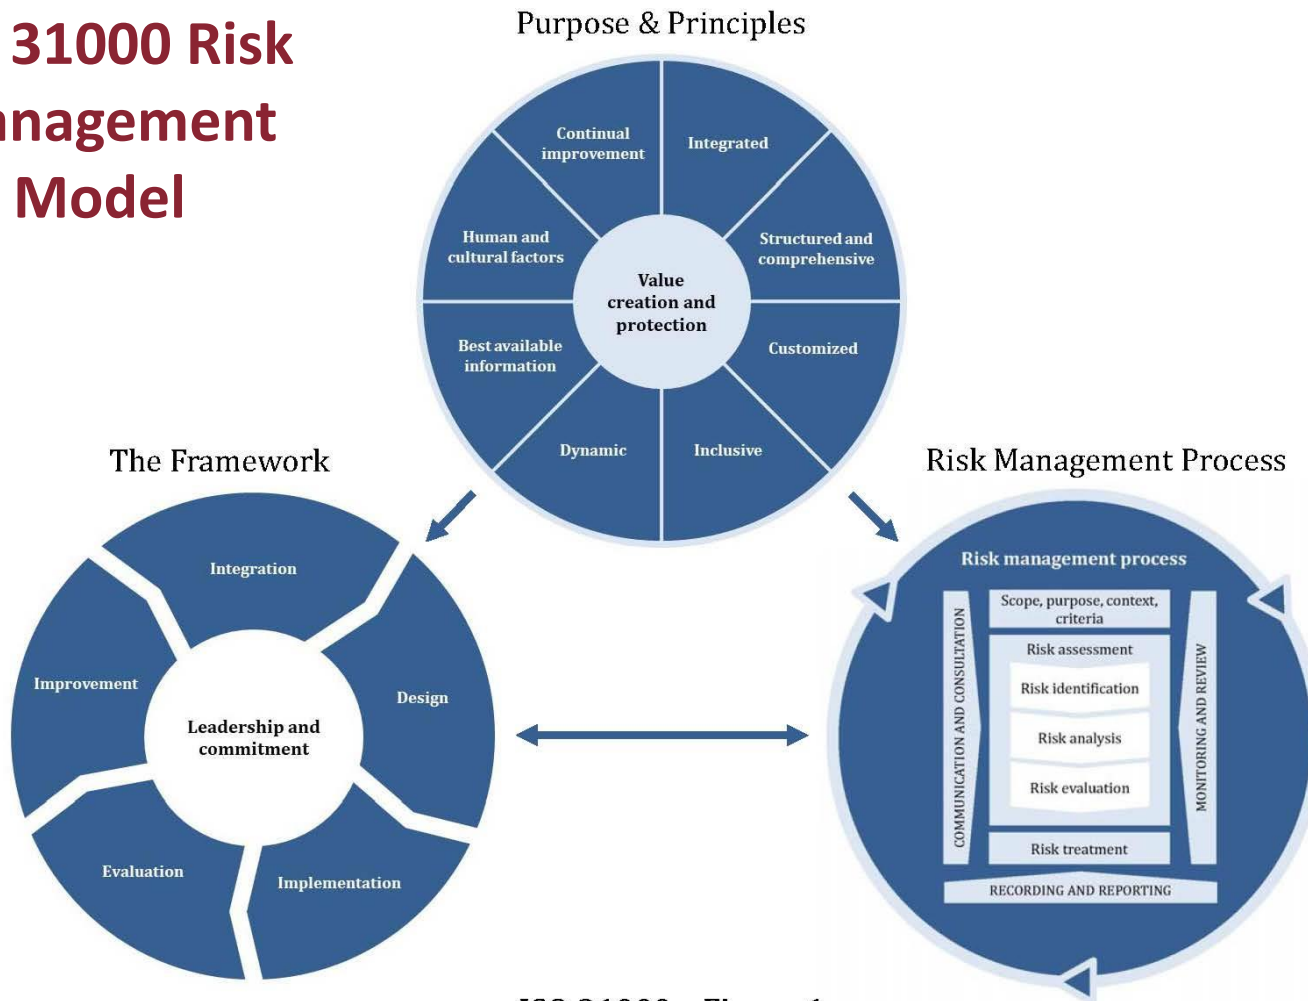 31000 Risk
anagement
Model
Purpose & Principles
Continual
improvement
Integrated
Human and
cultural factors
Structured and
comprehensive
Value
creation and
protection
Best available
information
Customized
Dynamic
Inclusive
The Framework
Integration
Improvement
Design
Leadership and
commitment
Evaluation
Implementation
Risk Management Process
Risk management process
Scope, purpose, context,
criteria
COMMUNICATION AND CONSULTATION
Risk assessment
Risk identification
Risk analysis
Risk evaluation
MONITORING AND REVIEW
Risk treatment
RECORDING AND REPORTING